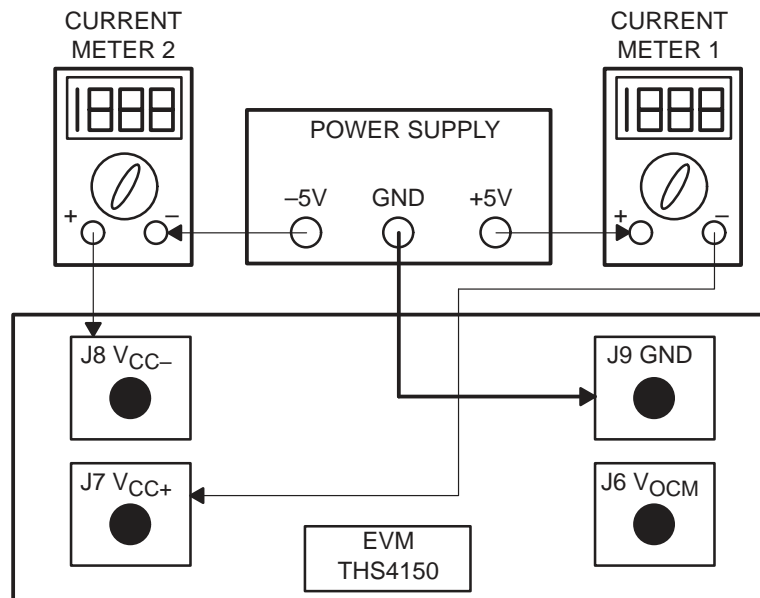 CURRENT
METER 2
CURRENT
METER 1
1888
1888
POWER SUPPLY
–5V GND +5V
+ –
+ –
J8 VCC–
J9 GND
J7 VCC+
J6 VOCM
EVM
THS4150